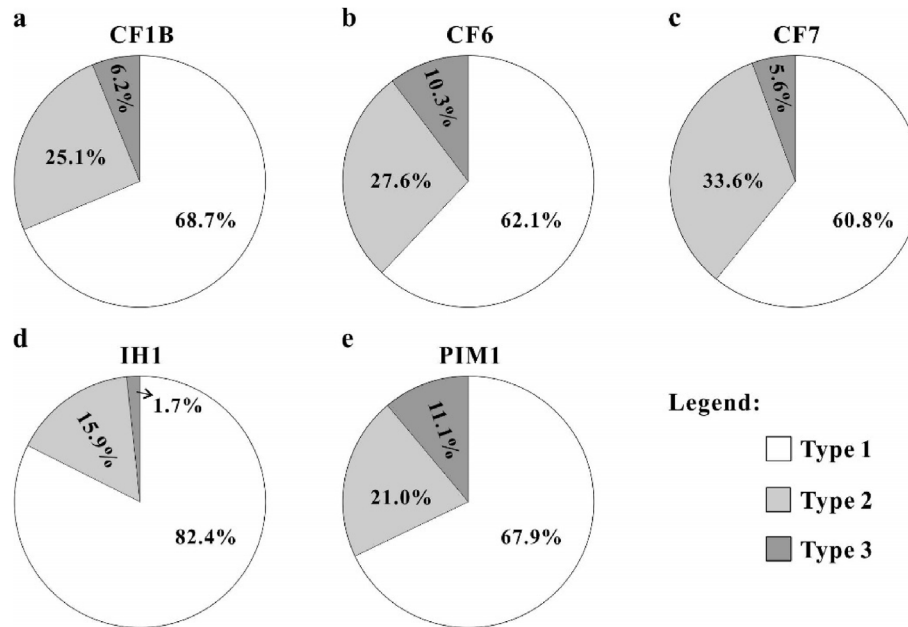 a
CF1B
6.2%
25.1%
68.7%
b
CF6
10.3%
27.6%
62.1%
c
CF7
5.6%
33.6%
60.8%
d
IH1
1.7%
15.9%
82.4%
e
PIM1
11.1%
21.0%
67.9%
Legend:
Type 1
Type 2
Type 3